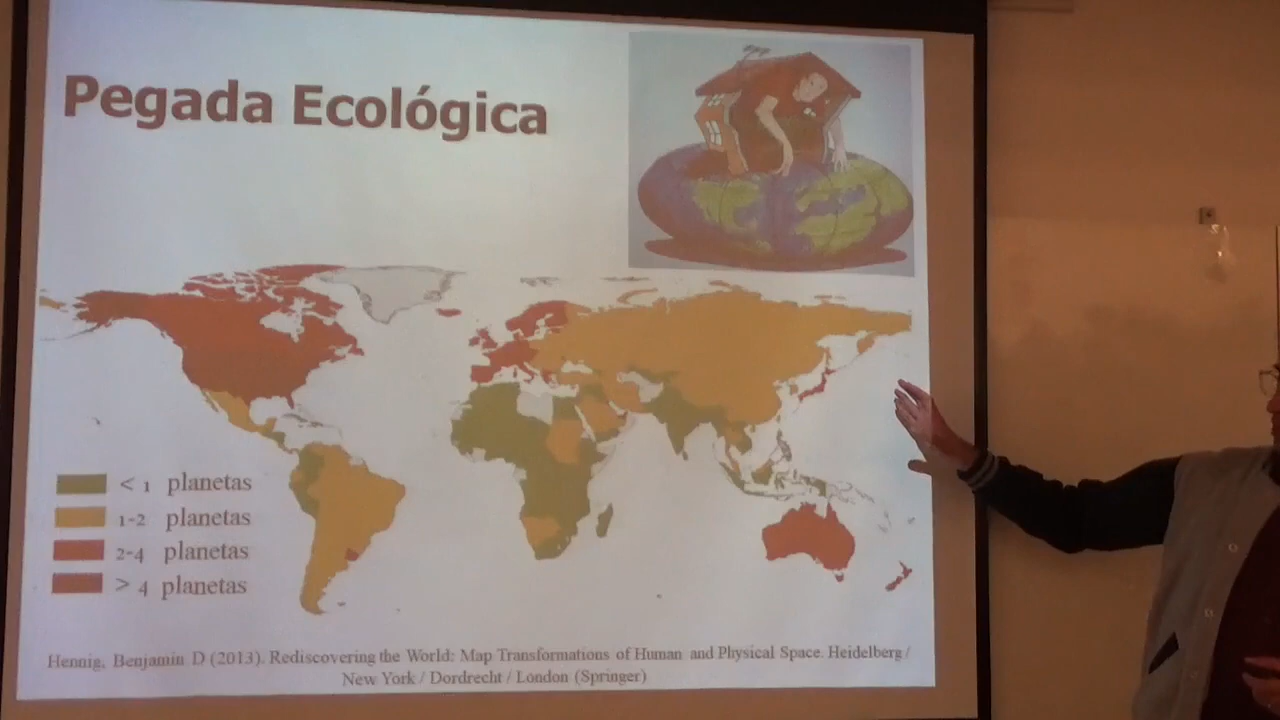 Pegada Ecológica
< 1 planetas
1-2 planetas
2-4 planetas
> 4 planetas
Hennig, Benjamin D (2013). Rediscovering the World: Map Transformations of Human and Physical Space. Heidelberg /
New York / Dordrecht / London (Springer)